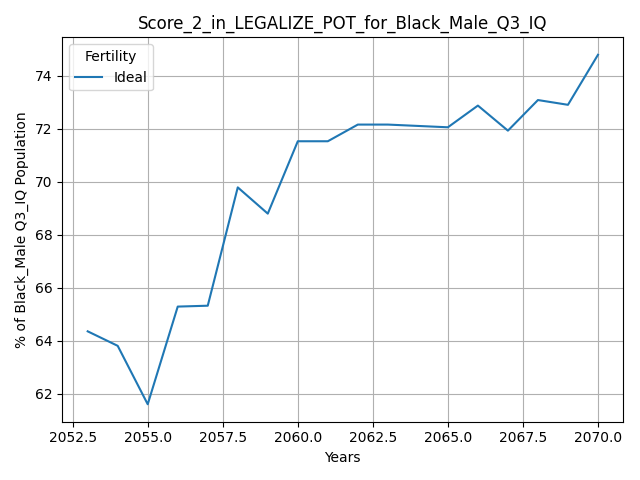 Score_2_in_LEGALIZE_POT_for_Black_Male_Q3_IQ
Fertility
Ideal
% of Black_Male Q3_IQ Population
74
72
70
68
66
64
62
2052.5 2055.0 2057.5 2060.0 2062.5 2065.0 2067.5 2070.0
Years